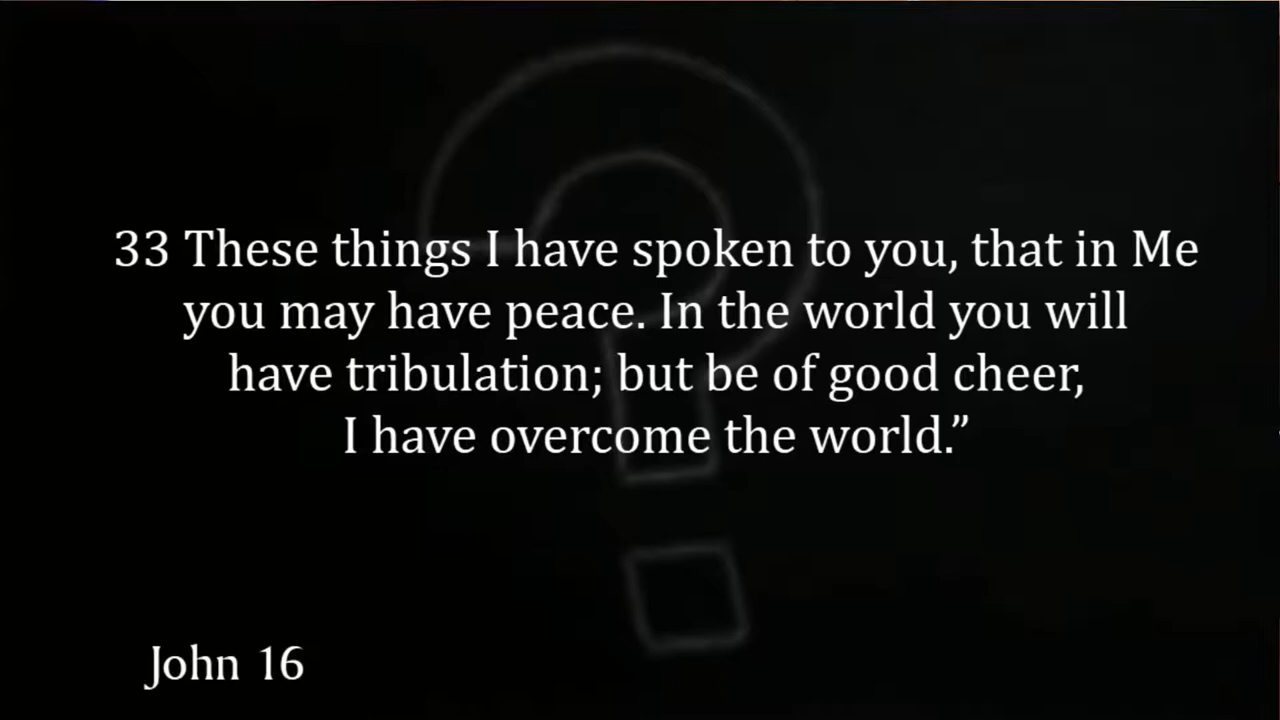 33 These things I have spoken to you, that in Me
you may have peace. In the world you will
have tribulation; but be of good cheer,
I have overcome the world.”
John 16